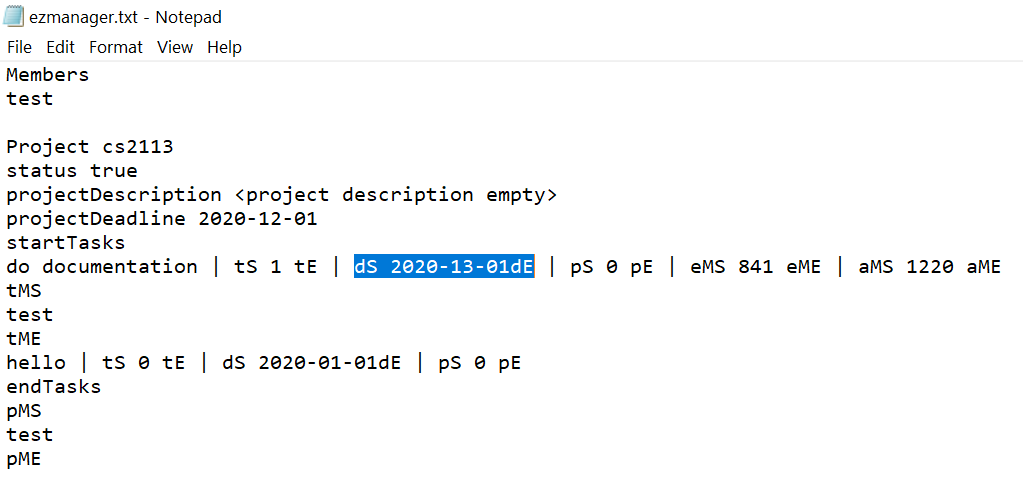 ezmanager.txt - Notepad
File Edit Format View Help
Members
test
Project cs2113
status true
projectDescription <project description empty>
projectDeadline 2020-12-01
startTasks
do documentation | tS 1 tE | dS 2020-13-01dE | pS 0 pE | eMS 841 eME | aMS 1220 aME
tMS
test
tME
hello | tS 0 tE | dS 2020-01-01dE | pS 0 pE
endTasks
pMS
test
pME